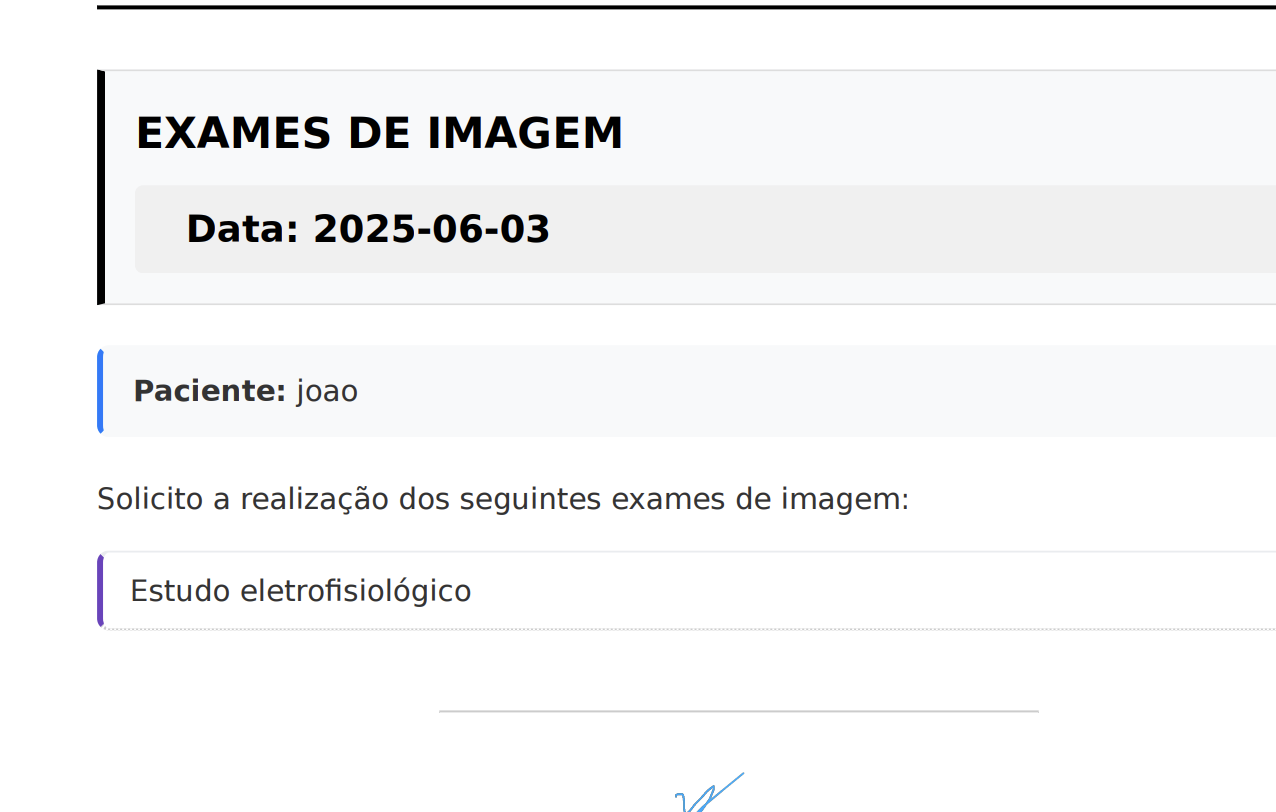 EXAMES DE IMAGEM
Data: 2025-06-03
Paciente: joao
Solicito a realização dos seguintes exames de imagem:
Estudo eletrofisiológico